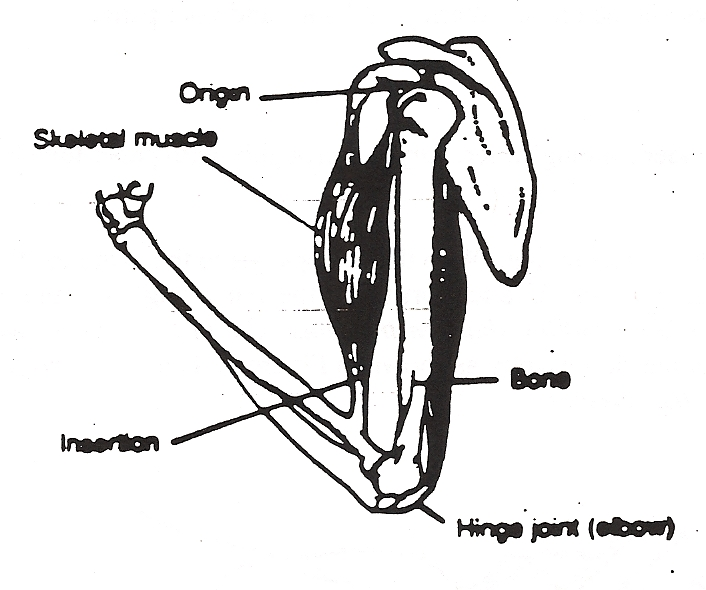 Origin
Skeletal muscle
Bone
Insertion
Hinge joint (elbow)